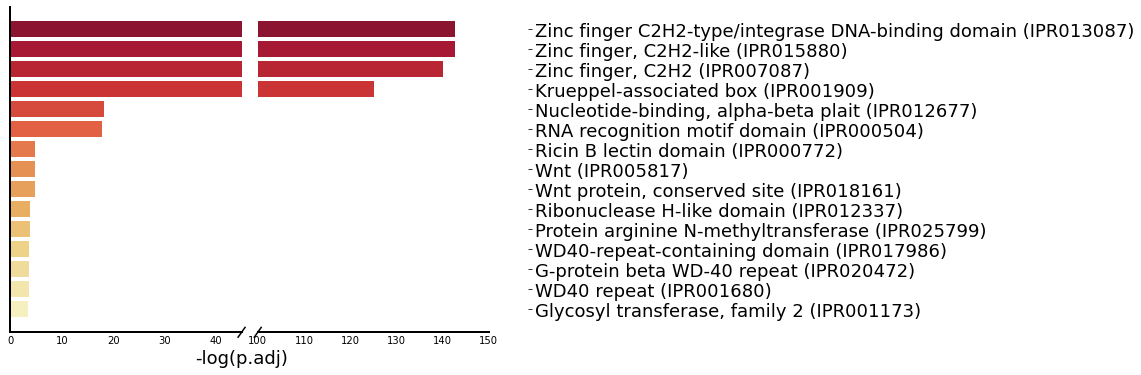 Zinc finger C2H2-type/integrase DNA-binding domain (IPR013087)
Zinc finger, C2H2-like (IPR015880)
Zinc finger, C2H2 (IPR007087)
Krueppel-associated box (IPR001909)
Nucleotide-binding, alpha-beta plait (IPR012677)
RNA recognition motif domain (IPR000504)
Ricin B lectin domain (IPR000772)
Wnt (IPR005817)
Wnt protein, conserved site (IPR018161)
Ribonuclease H-like domain (IPR012337)
Protein arginine N-methyltransferase (IPR025799)
WD40-repeat-containing domain (IPR017986)
G-protein beta WD-40 repeat (IPR020472)
WD40 repeat (IPR001680)
Glycosyl transferase, family 2 (IPR001173)
0 10 20 30 40 100 110 120 130 140 150
-log(p.adj)